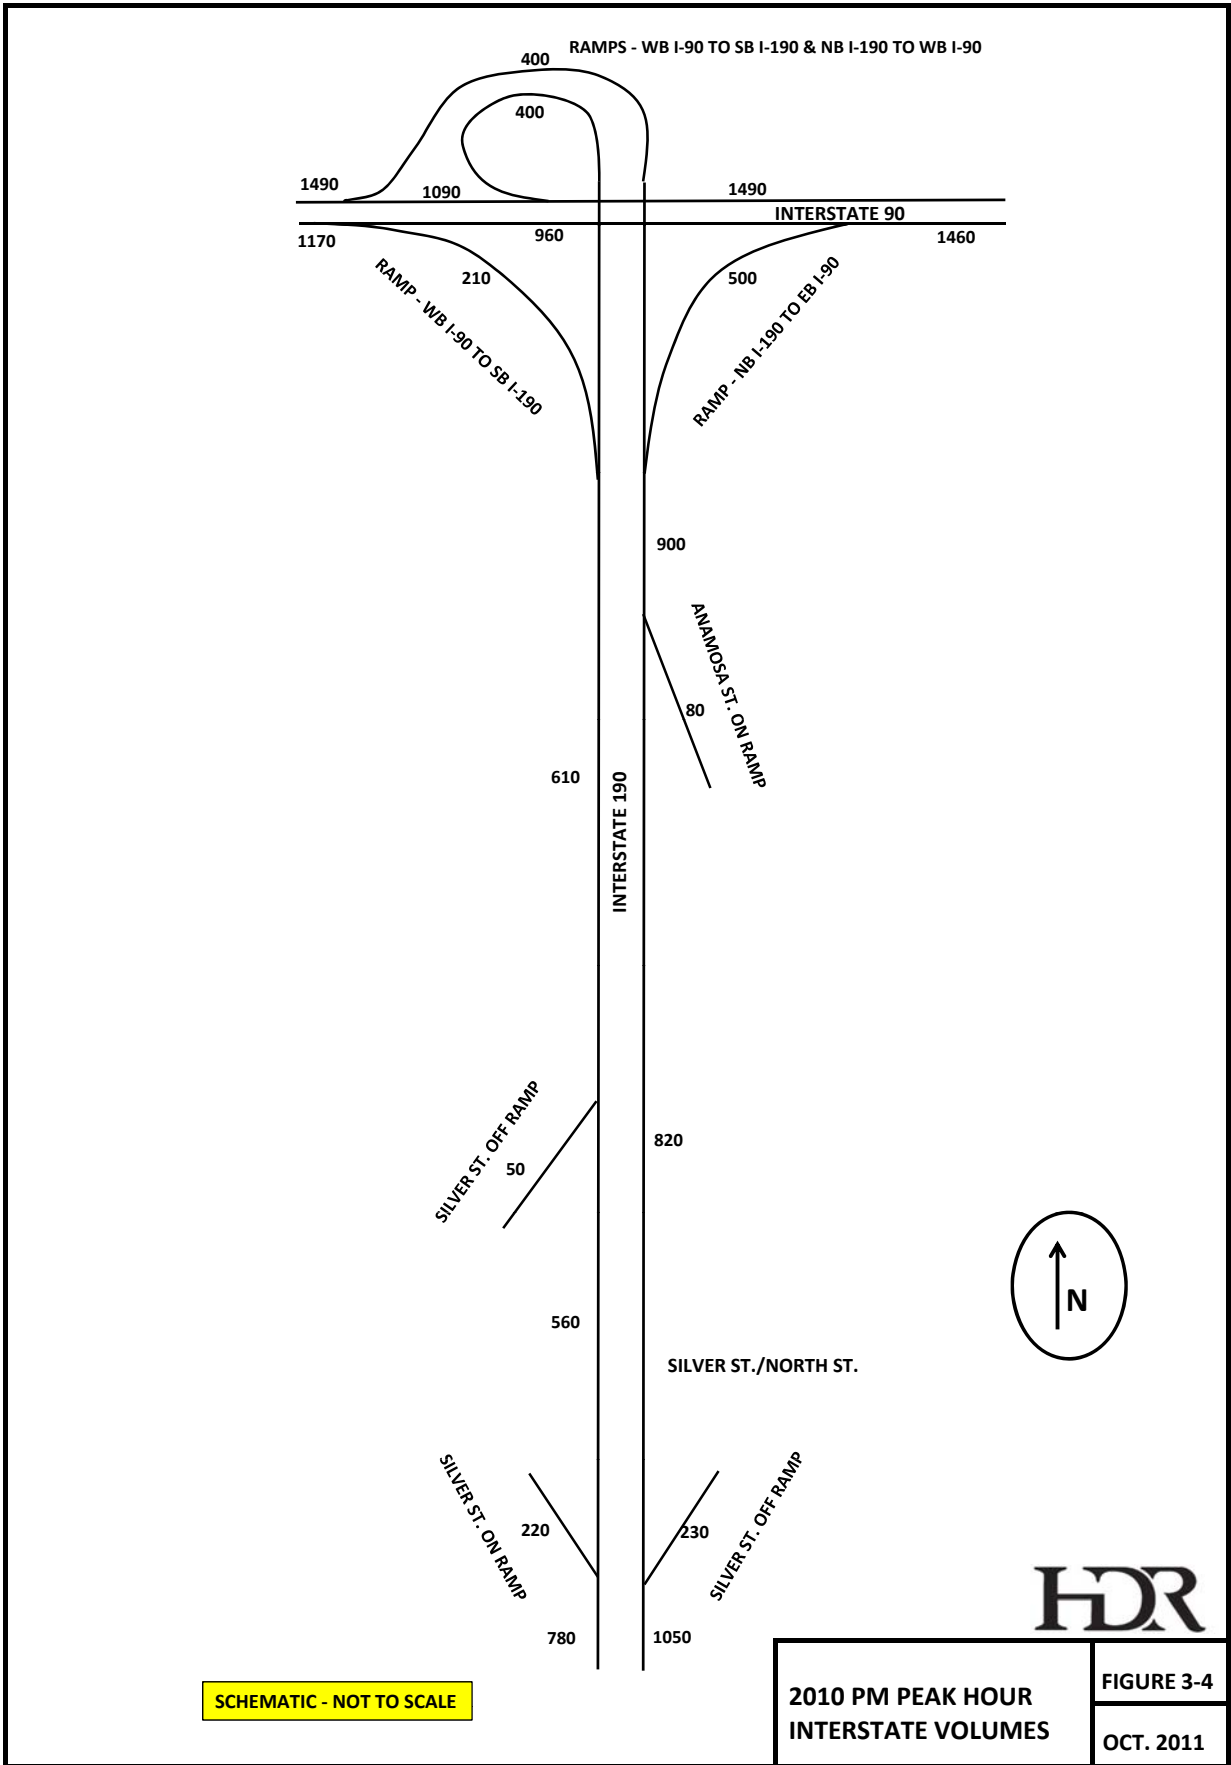 RAMPS - WB I-90 TO SB I-190 & NB I-190 TO WB I-90
400
400
1490
1090
1490
INTERSTATE 90
1170
960
1460
210
500
RAMP - WB I-90 TO SB I-190
RAMP - NB I-190 TO EB I-90
900
ANAMOSA ST. ON RAMP
80
610
INTERSTATE 190
SILVER ST. OFF RAMP
50
820
560
N
SILVER ST./NORTH ST.
SILVER ST. ON RAMP
220
230
SILVER ST. OFF RAMP
780
1050
HDR
SCHEMATIC - NOT TO SCALE
2010 PM PEAK HOUR
INTERSTATE VOLUMES
FIGURE 3-4
OCT. 2011